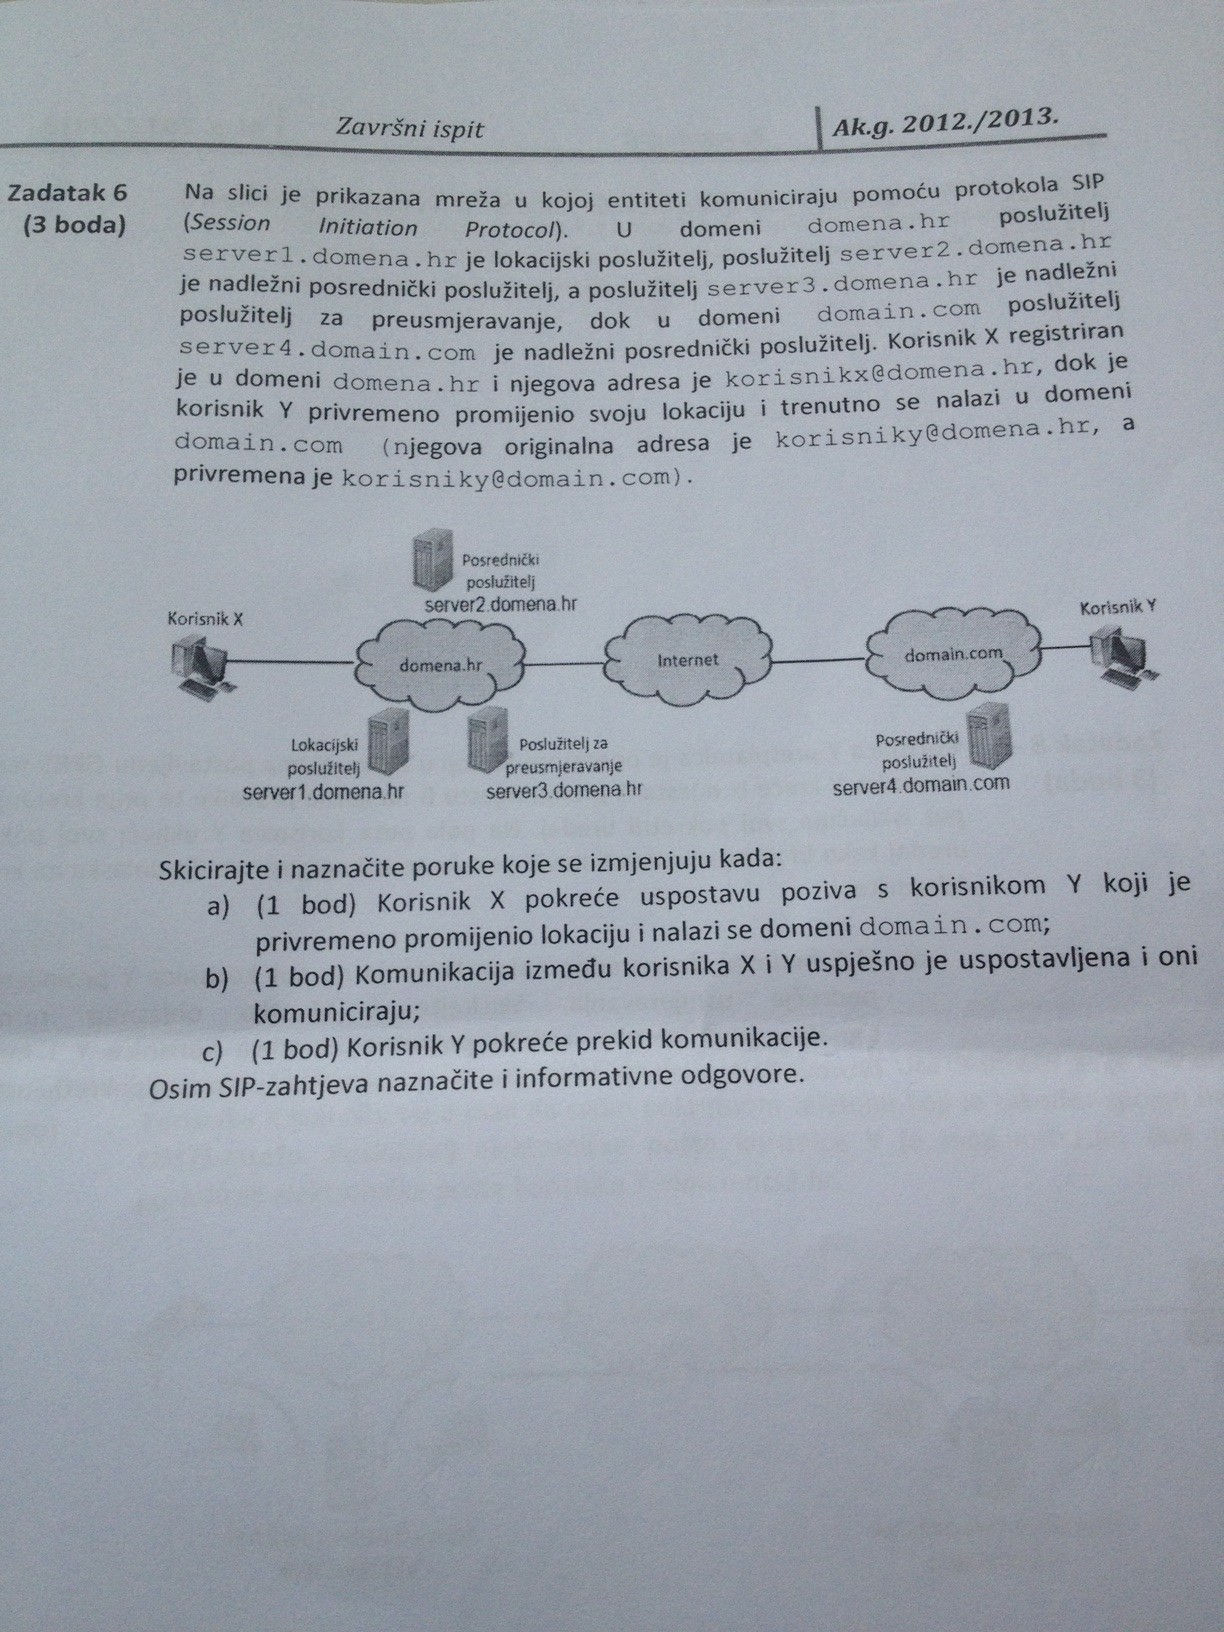 Završni ispit
Ak.g. 2012./2013.
Zadatak 6
(3 boda)
Na slici je prikazana mreža u kojoj entiteti komuniciraju pomoću protokola SIP
(Session Initiation Protocol). U domeni domena.hr poslužitelj
server1.domena.hr je lokacijski poslužitelj, poslužitelj server2.domena.hr
je nadležni posrednički poslužitelj, a poslužitelj server3.domena.hr je nadležni
poslužitelj za preusmjeravanje, dok u domeni domain.com poslužitelj
server4.domain.com je nadležni posrednički poslužitelj. Korisnik X registriran
je u domeni domena.hr i njegova adresa je korisnikx@domena.hr, dok je
korisnik Y privremeno promijenio svoju lokaciju i trenutno se nalazi u domeni
domain.com (njegova originalna adresa je korisniky@domena.hr, a
privremena je korisniky@domain.com).
Posrednički
poslužitelj
server2.domena.hr
Korisnik X
domena.hr
Internet
domain.com
Korisnik Y
Lokacijski
poslužitelj
server1.domena.hr
Poslužitelj za
preusmjeravanje
server3.domena.hr
Posrednički
poslužitelj
server4.domain.com
Skicirajte i naznačite poruke koje se izmjenjuju kada:
a) (1 bod) Korisnik X pokreće uspostavu poziva s korisnikom Y koji je
privremeno promijenio lokaciju i nalazi se domeni domain.com;
b) (1 bod) Komunikacija između korisnika X i Y uspješno je uspostavljena i oni
komuniciraju;
c) (1 bod) Korisnik Y pokreće prekid komunikacije.
Osim SIP-zahtjeva naznačite i informativne odgovore.